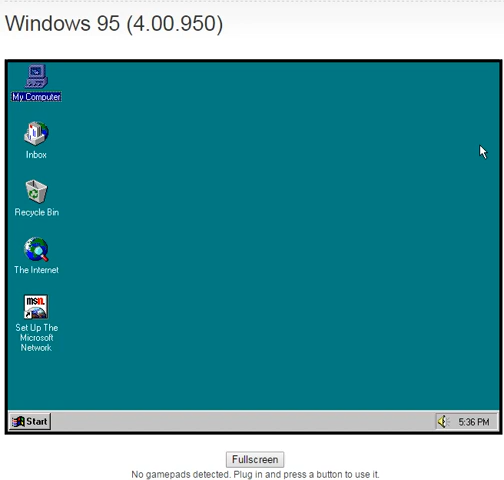 Windows 95 (4.00.950)
My Computer
Inbox
Recycle Bin
The Internet
msn.
Set Up The
Microsoft
Network
Start
5:36 PM
Fullscreen
No gamepads detected. Plug in and press a button to use it.